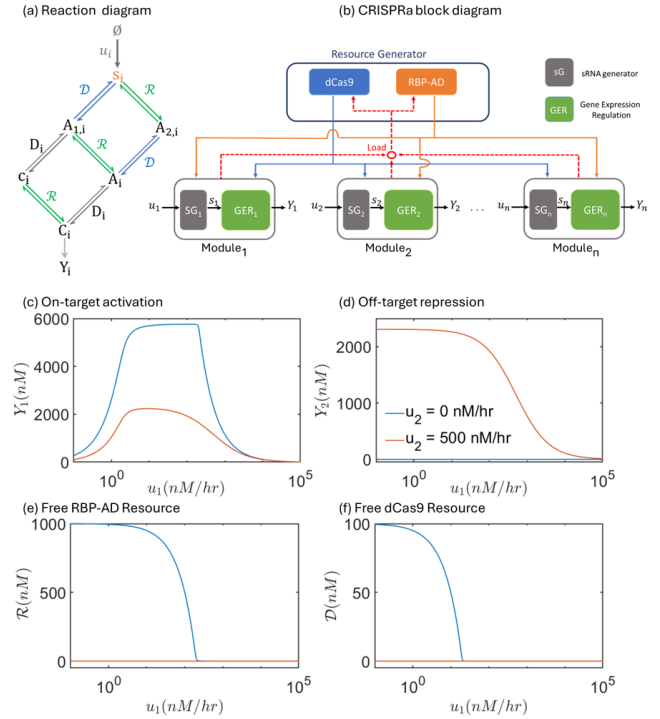 (a) Reaction diagram
(b) CRISPRa block diagram
∅
u_i
s_i
𝒟
ℛ
A_{1,i}
A_{2,i}
D_i
ℛ
𝒟
c_i
A_i
ℛ
D_i
C_i
Y_i
Resource Generator
dCas9
RBP-AD
Load
sG
sRNA generator
GER
Gene Expression
Regulation
u_1
SG_1
s_1
GER_1
Y_1
Module_1
u_2
SG_2
s_2
GER_2
Y_2
...
Module_2
u_n
SG_n
s_n
GER_n
Y_n
Module_n
(c) On-target activation
6000
4000
2000
0
Y_1(nM)
10^0
10^5
u_1(nM/hr)
(d) Off-target repression
2000
1000
0
Y_2(nM)
u_2 = 0 nM/hr
u_2 = 500 nM/hr
10^0
10^5
u_1(nM/hr)
(e) Free RBP-AD Resource
1000
500
0
ℛ(nM)
10^0
10^5
u_1(nM/hr)
(f) Free dCas9 Resource
100
50
0
𝒟(nM)
10^0
10^5
u_1(nM/hr)